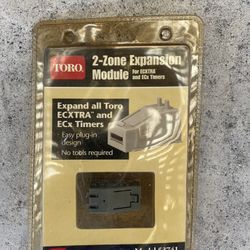 TORO
2-Zone Expansion
Module For ECXTRA
and ECx Timers
Expand all Toro
ECXTRA™ and
ECx Timers
- Easy plug-in
design
- No tools required